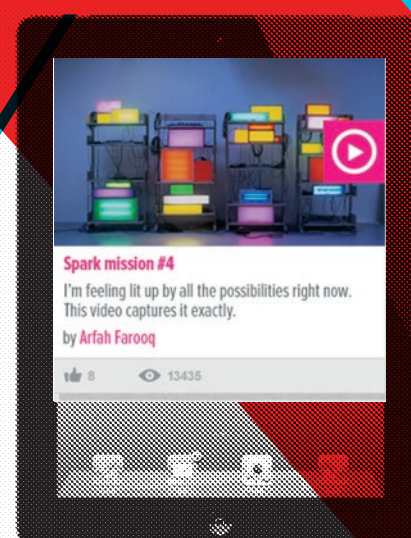 Spark mission #4
I'm feeling lit up by all the possibilities right now.
This video captures it exactly.
by Arfah Farooq
8 13435